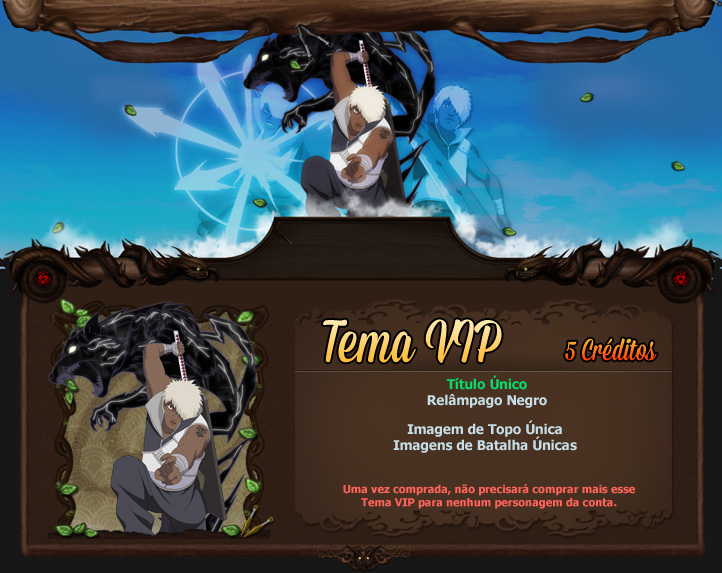 Tema VIP
5 Créditos
Título Único
Relâmpago Negro
Imagem de Topo Única
Imagens de Batalha Únicas
Uma vez comprada, não precisará comprar mais esse
Tema VIP para nenhum personagem da conta.